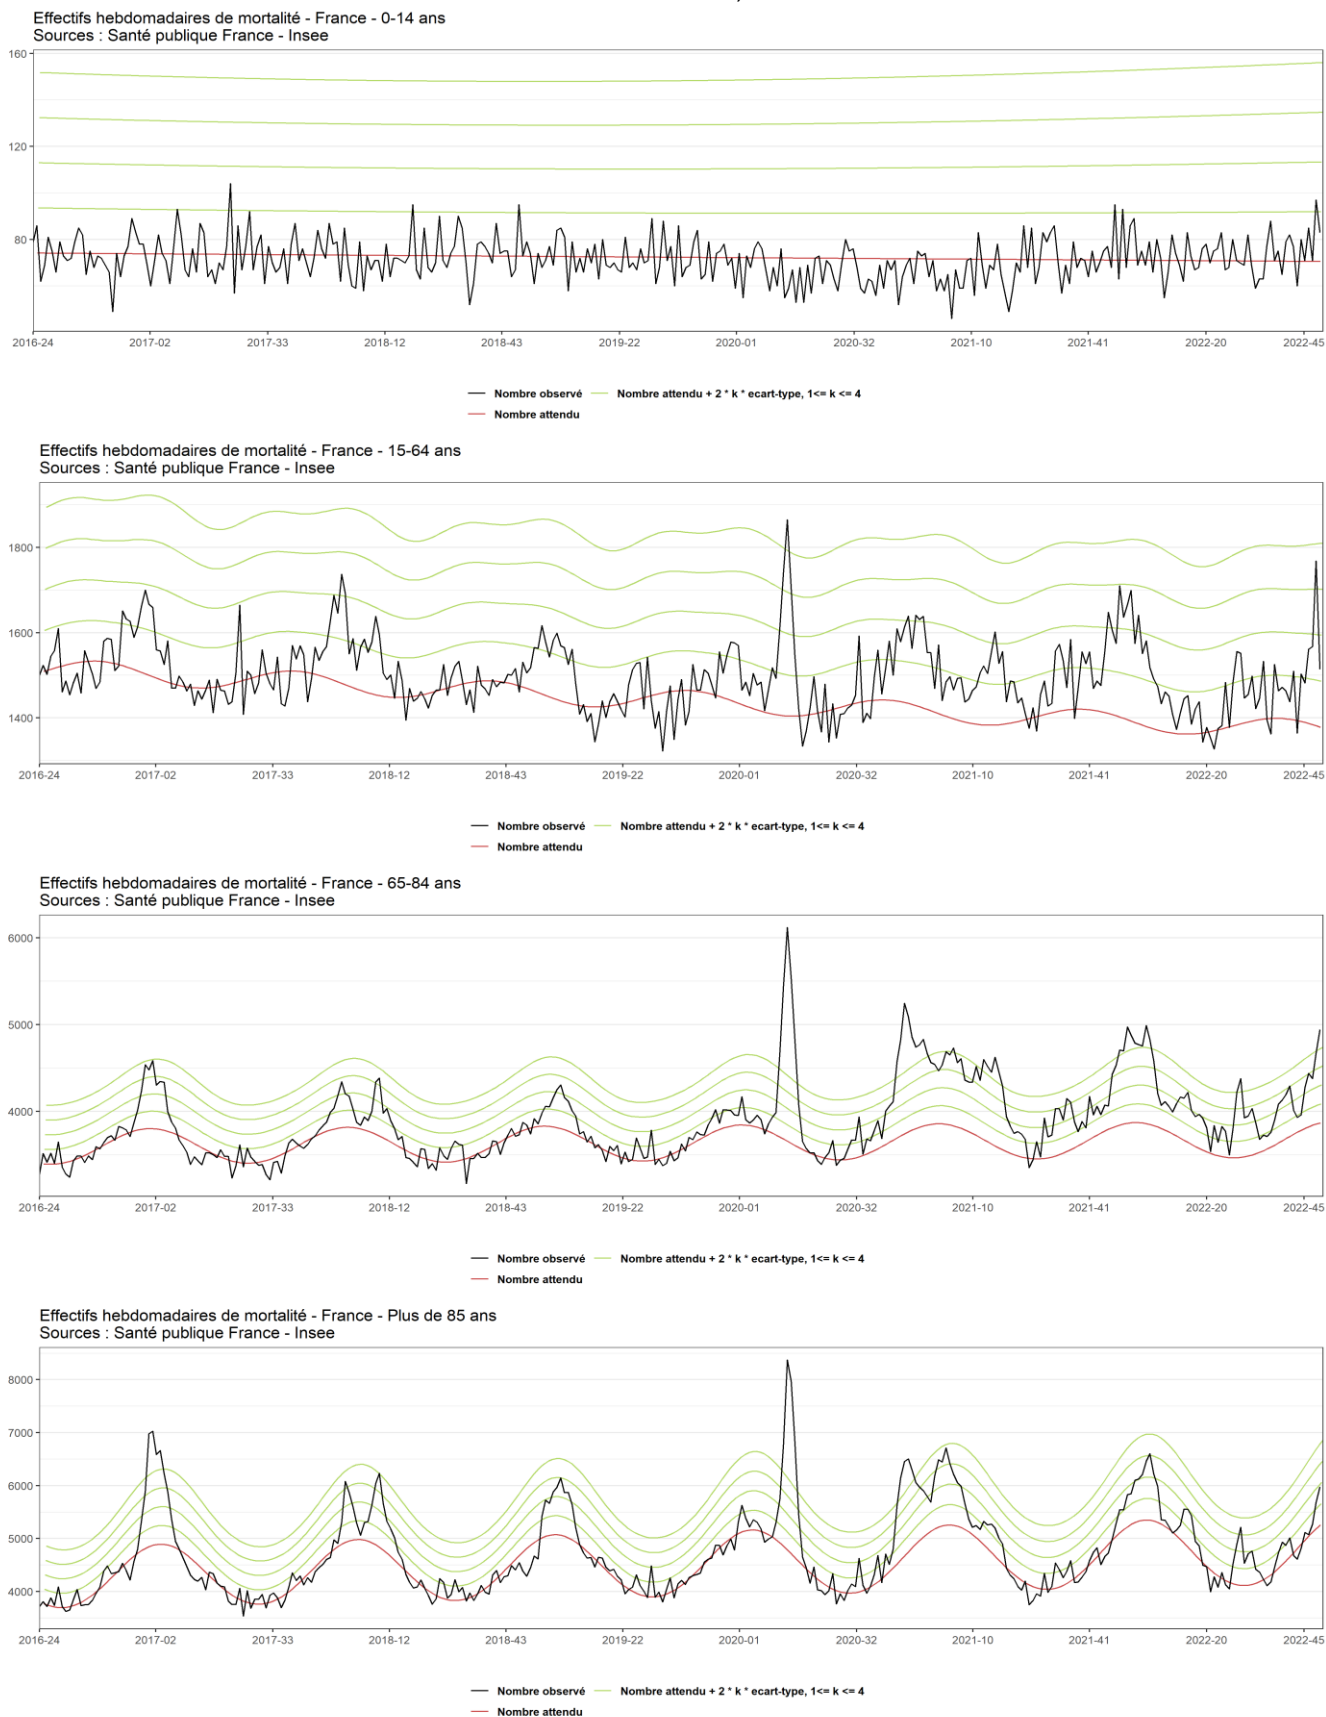 Effectifs hebdomadaires de mortalité - France - 0-14 ans
Sources : Santé publique France - Insee
160
120
80
2016-24 2017-02 2017-33 2018-12 2018-43 2019-22 2020-01 2020-32 2021-10 2021-41 2022-20 2022-45
Nombre observé Nombre attendu + 2 * k * ecart-type, 1<= k <= 4
Nombre attendu
Effectifs hebdomadaires de mortalité - France - 15-64 ans
Sources : Santé publique France - Insee
1800
1600
1400
2016-24 2017-02 2017-33 2018-12 2018-43 2019-22 2020-01 2020-32 2021-10 2021-41 2022-20 2022-45
Nombre observé Nombre attendu + 2 * k * ecart-type, 1<= k <= 4
Nombre attendu
Effectifs hebdomadaires de mortalité - France - 65-84 ans
Sources : Santé publique France - Insee
6000
5000
4000
2016-24 2017-02 2017-33 2018-12 2018-43 2019-22 2020-01 2020-32 2021-10 2021-41 2022-20 2022-45
Nombre observé Nombre attendu + 2 * k * ecart-type, 1<= k <= 4
Nombre attendu
Effectifs hebdomadaires de mortalité - France - Plus de 85 ans
Sources : Santé publique France - Insee
8000
7000
6000
5000
4000
2016-24 2017-02 2017-33 2018-12 2018-43 2019-22 2020-01 2020-32 2021-10 2021-41 2022-20 2022-45
Nombre observé Nombre attendu + 2 * k * ecart-type, 1<= k <= 4
Nombre attendu